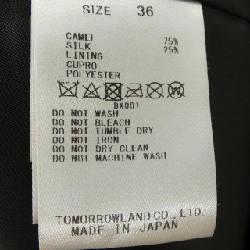 SIZE 36
CAMEL 75%
SILK 25%
LINING
CUPRO
POLYESTER
DO NOT WASH
DO NOT BLEACH
DO NOT TUMBLE DRY
DO NOT IRON
DO NOT DRY CLEAN
DO NOT MACHINE WASH
TOMORROWLAND CO., LTD.
MADE IN JAPAN